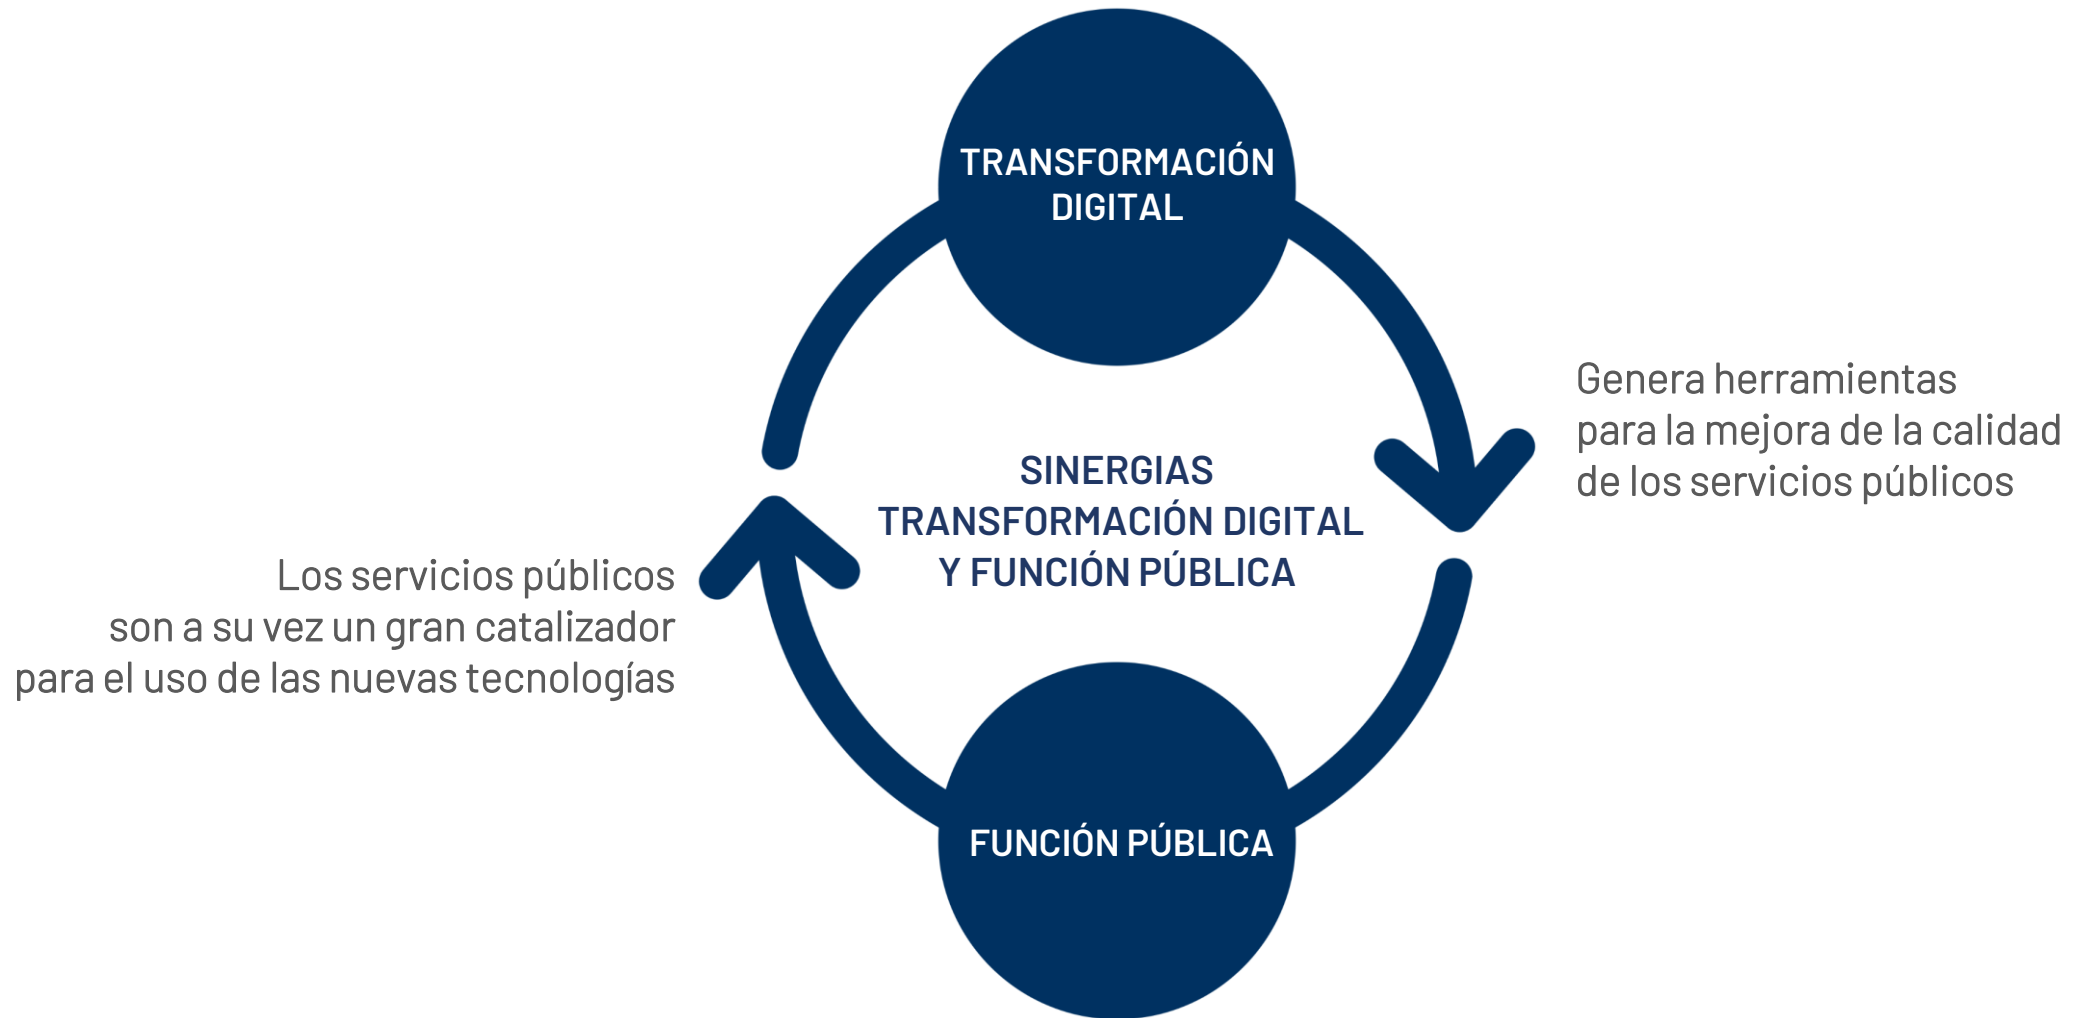 TRANSFORMACIÓN
DIGITAL
Genera herramientas
para la mejora de la calidad
de los servicios públicos
SINERGIAS
TRANSFORMACIÓN DIGITAL
Y FUNCIÓN PÚBLICA
Los servicios públicos
son a su vez un gran catalizador
para el uso de las nuevas tecnologías
FUNCIÓN PÚBLICA